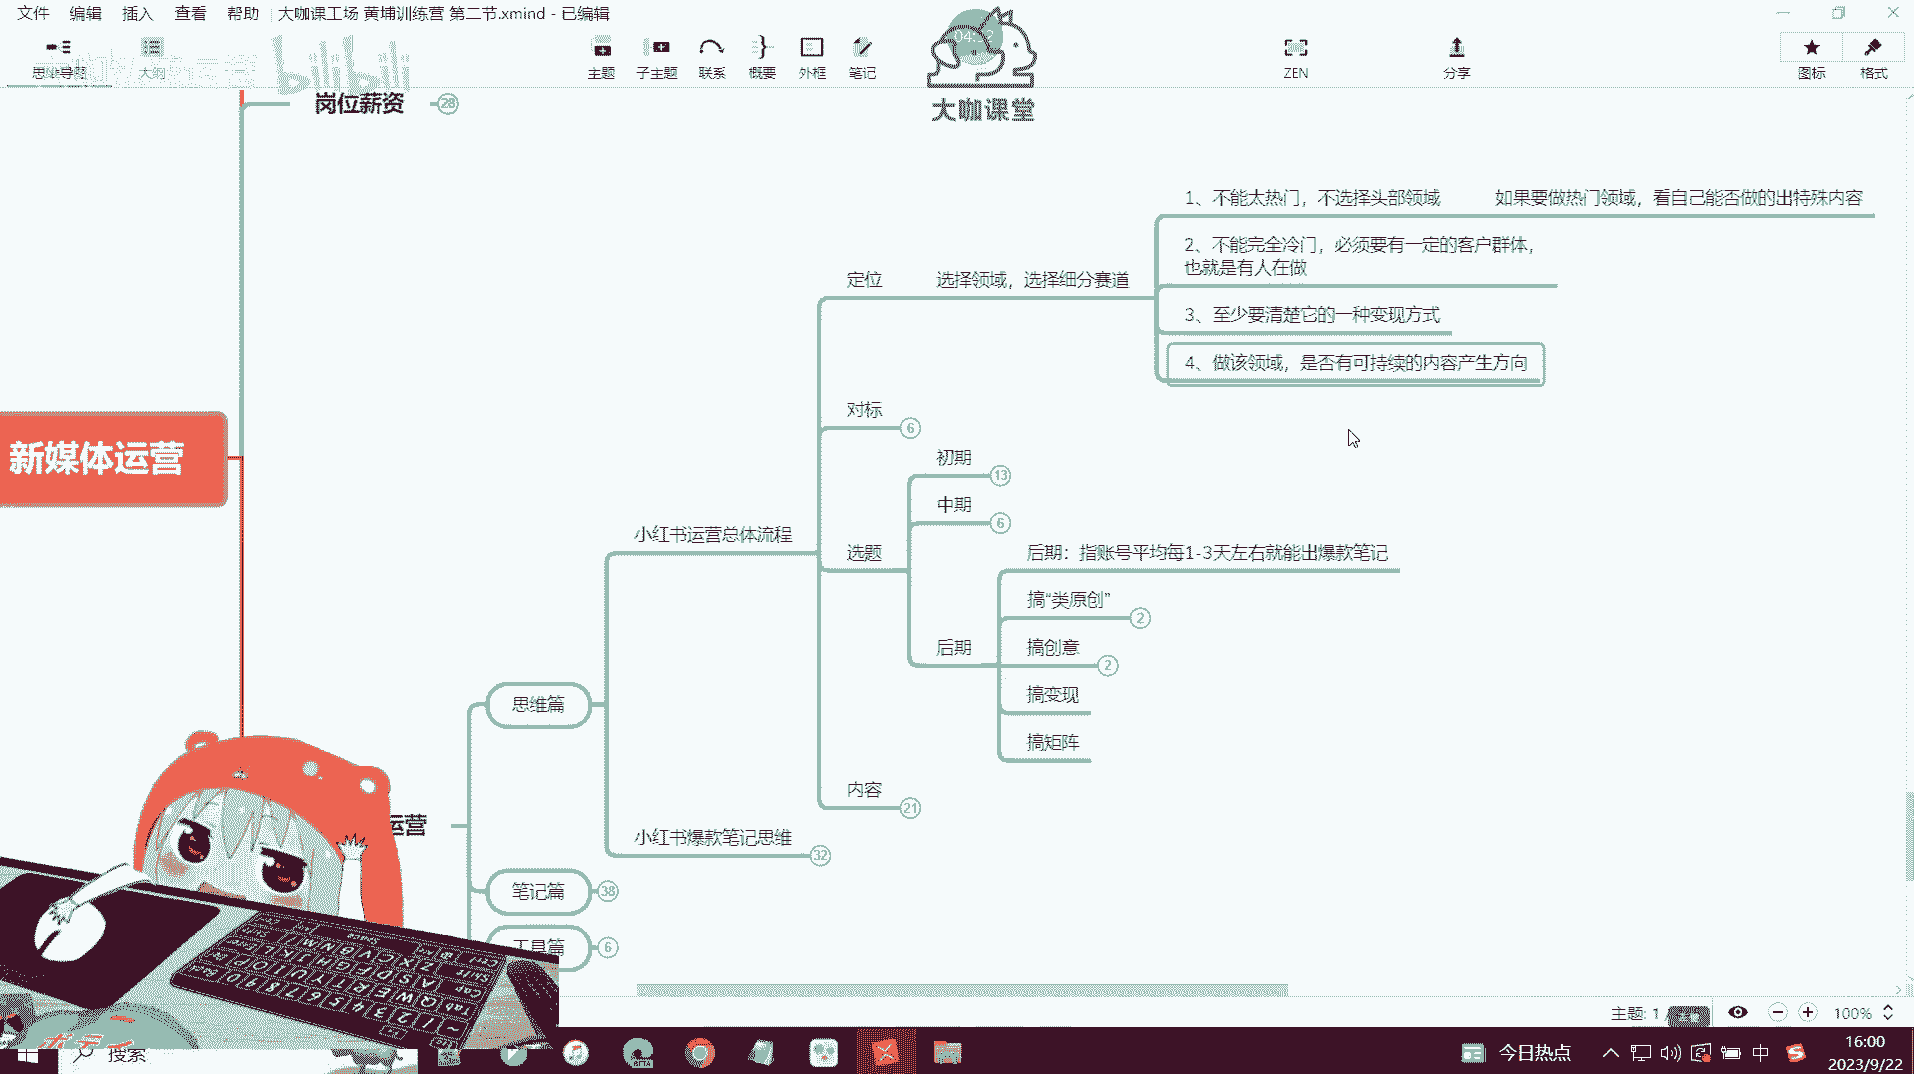 文件 编辑 插入 查看 帮助 大咖课工场 黄埔训练营 第二节.xmind - 已编辑
思维导图 大纲 主题 子主题 联系 概要 外框 笔记 ZEN 分享 图标 格式
bilibili
大咖课堂
岗位薪资 28
1、不能太热门，不选择头部领域 如果要做热门领域，看自己能否做的出特殊内容
2、不能完全冷门，必须要有一定的客户群体，
也就是有人在做
定位 选择领域，选择细分赛道
3、至少要清楚它的一种变现方式
4、做该领域，是否有可持续的内容产生方向
对标 6
新媒体运营
初期 13
中期 6
小红书运营总体流程
选题
后期：指账号平均每1-3天左右就能出爆款笔记
搞“类原创” 2
后期
搞创意 2
搞变现
思维篇
搞矩阵
内容 21
运营
小红书爆款笔记思维 32
笔记篇 38
工具篇 6
主题: 1 100%
搜索 BETA 今日热点 中 16:00
2023/9/22